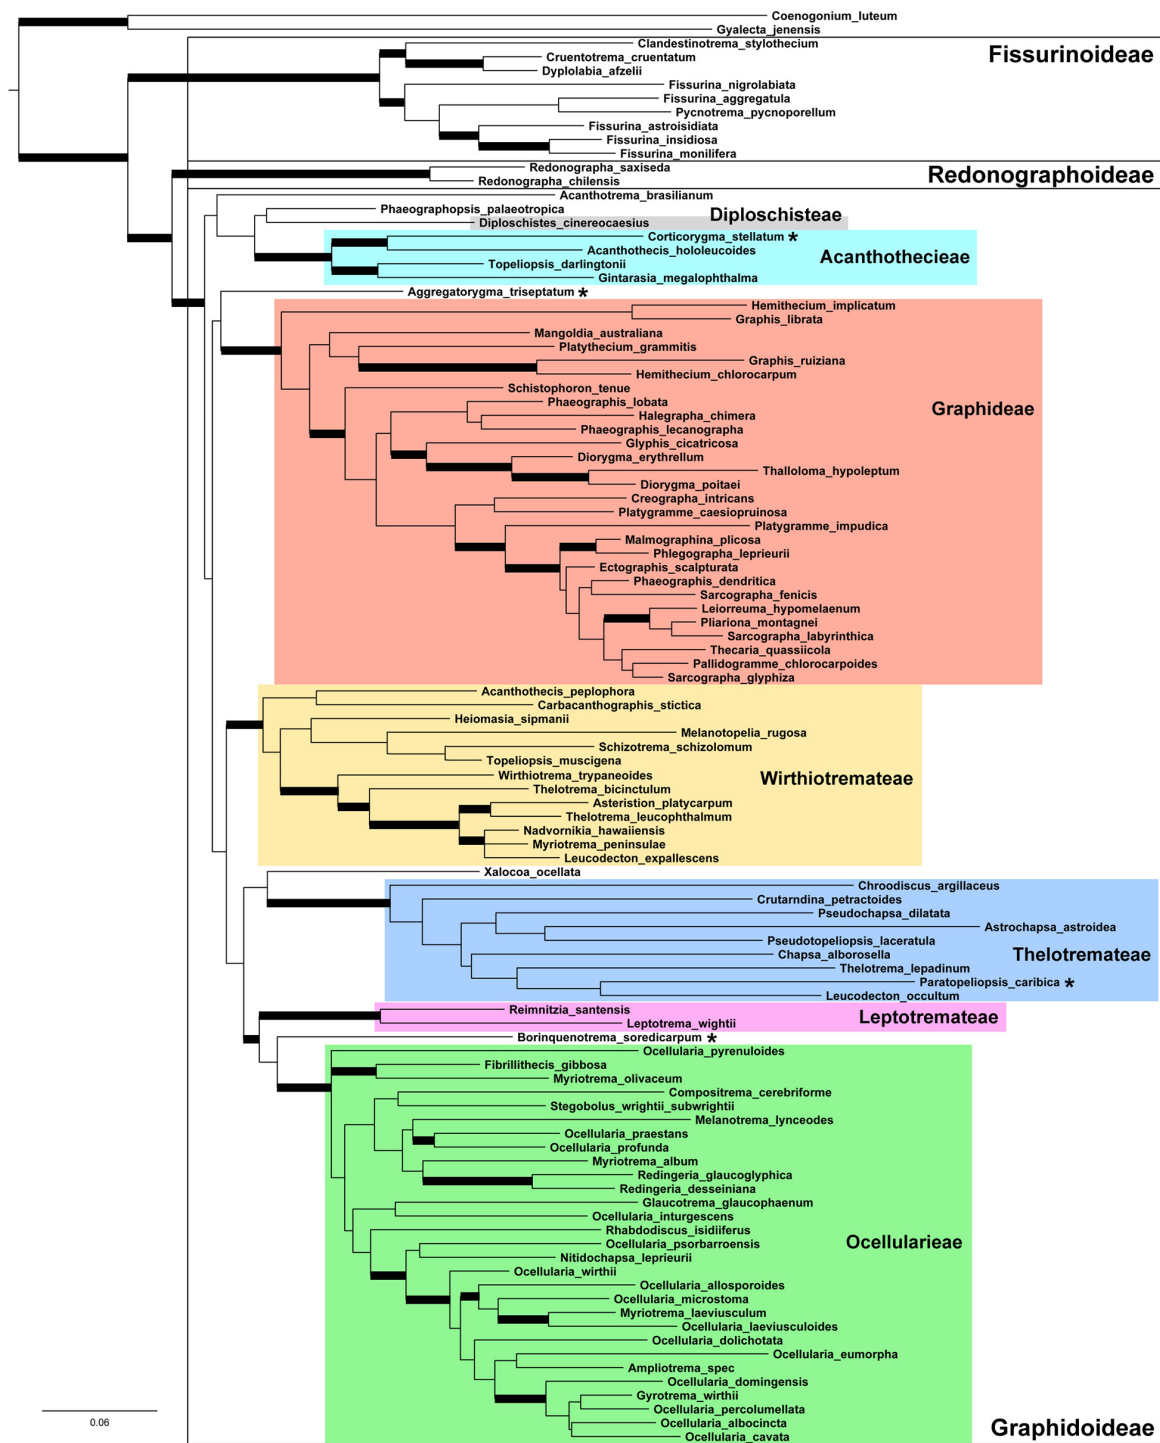 Coenogonium_luteum
Gyalecta_jenensis
Clandestinotrema_stylothecium
Fissurinoideae
Cruentotrema_cruentatum
Dyplolabia_afzelii
Fissurina_nigrolabiata
Fissurina_aggregatula
Pycnotrema_pycnoporellum
Fissurina_astroisidiata
Fissurina_insidiosa
Fissurina_monilifera
Redonographa_saxiseda
Redonographoideae
Redonographa_chilensis
Acanthotrema_brasilianum
Phaeographopsis_palaeotropica
Diploschisteae
Diploschistes_cinereocaesius
Corticorygma_stellatum *
Acanthothecis_hololeucoides
Acanthothecieae
Topeliopsis_darlingtonii
Gintarasia_megalophthalma
Aggregatorygma_triseptatum *
Hemithecium_implicatum
Graphis_librata
Mangoldia_australiana
Platythecium_grammitis
Graphis_ruiziana
Hemithecium_chlorocarpum
Schistophoron_tenue
Phaeographis_lobata
Graphideae
Halegrapha_chimera
Phaeographis_lecanographa
Glyphis_cicatricosa
Diorygma_erythrellum
Thalloloma_hypoleptum
Diorygma_poitaei
Creographa_intricans
Platygramme_caesiopruinosa
Platygramme_impudica
Malmographina_plicosa
Phlegographa_leprieurii
Ectographis_scalpturata
Phaeographis_dendritica
Sarcographa_fenicis
Leiorreuma_hypomelaenum
Pliariona_montagnei
Sarcographa_labyrinthica
Thecaria_quassiicola
Pallidogramme_chlorocarpoides
Sarcographa_glyphiza
Acanthothecis_peplophora
Carbacanthographis_stictica
Heiomasia_sipmanii
Melanotopelia_rugosa
Schizotrema_schizolomum
Topeliopsis_muscigena
Wirthiotrema_trypaneoides
Wirthiotremateae
Thelotrema_bicinctulum
Asteristion_platycarpum
Thelotrema_leucophthalmum
Nadvornikia_hawaiiensis
Myriotrema_peninsulae
Leucodecton_expallescens
Xalocoa_ocellata
Chroodiscus_argillaceus
Crutarndina_petractoides
Pseudochapsa_dilatata
Astrochapsa_astroidea
Pseudotopeliopsis_laceratula
Chapsa_alborosella
Thelotremateae
Thelotrema_lepadinum
Paratopeliopsis_caribica *
Leucodecton_occultum
Reimnitzia_santensis
Leptotremateae
Leptotrema_wightii
Borinquenotrema_soredicarpum *
Ocellularia_pyrenuloides
Fibrillithecis_gibbosa
Myriotrema_olivaceum
Compositrema_cerebriforme
Stegobolus_wrightii_subwrightii
Melanotrema_lynceodes
Ocellularia_praestans
Ocellularia_profunda
Myriotrema_album
Redingeria_glaucoglyphica
Redingeria_desseiniana
Glaucotrema_glaucophaenum
Ocellularia_inturgescens
Rhabdodiscus_isidiiferus
Ocellularieae
Ocellularia_psorbarroensis
Nitidochapsa_leprieurii
Ocellularia_wirthii
Ocellularia_allosporoides
Ocellularia_microstoma
Myriotrema_laeviusculum
Ocellularia_laeviusculoides
Ocellularia_dolichotata
Ocellularia_eumorpha
Ampliotrema_spec
Ocellularia_domingensis
Gyrotrema_wirthii
Ocellularia_percolumellata
0.06
Ocellularia_albocincta
Graphidoideae
Ocellularia_cavata